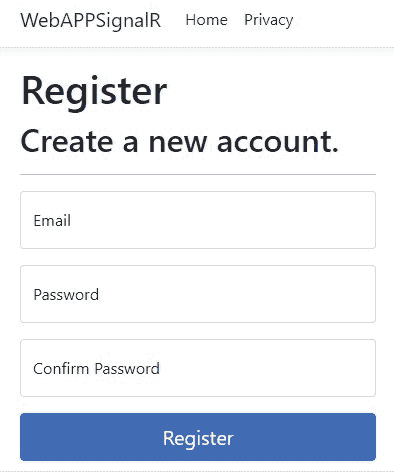 WebAPPSignalR Home Privacy
Register
Create a new account.
Email
Password
Confirm Password
Register